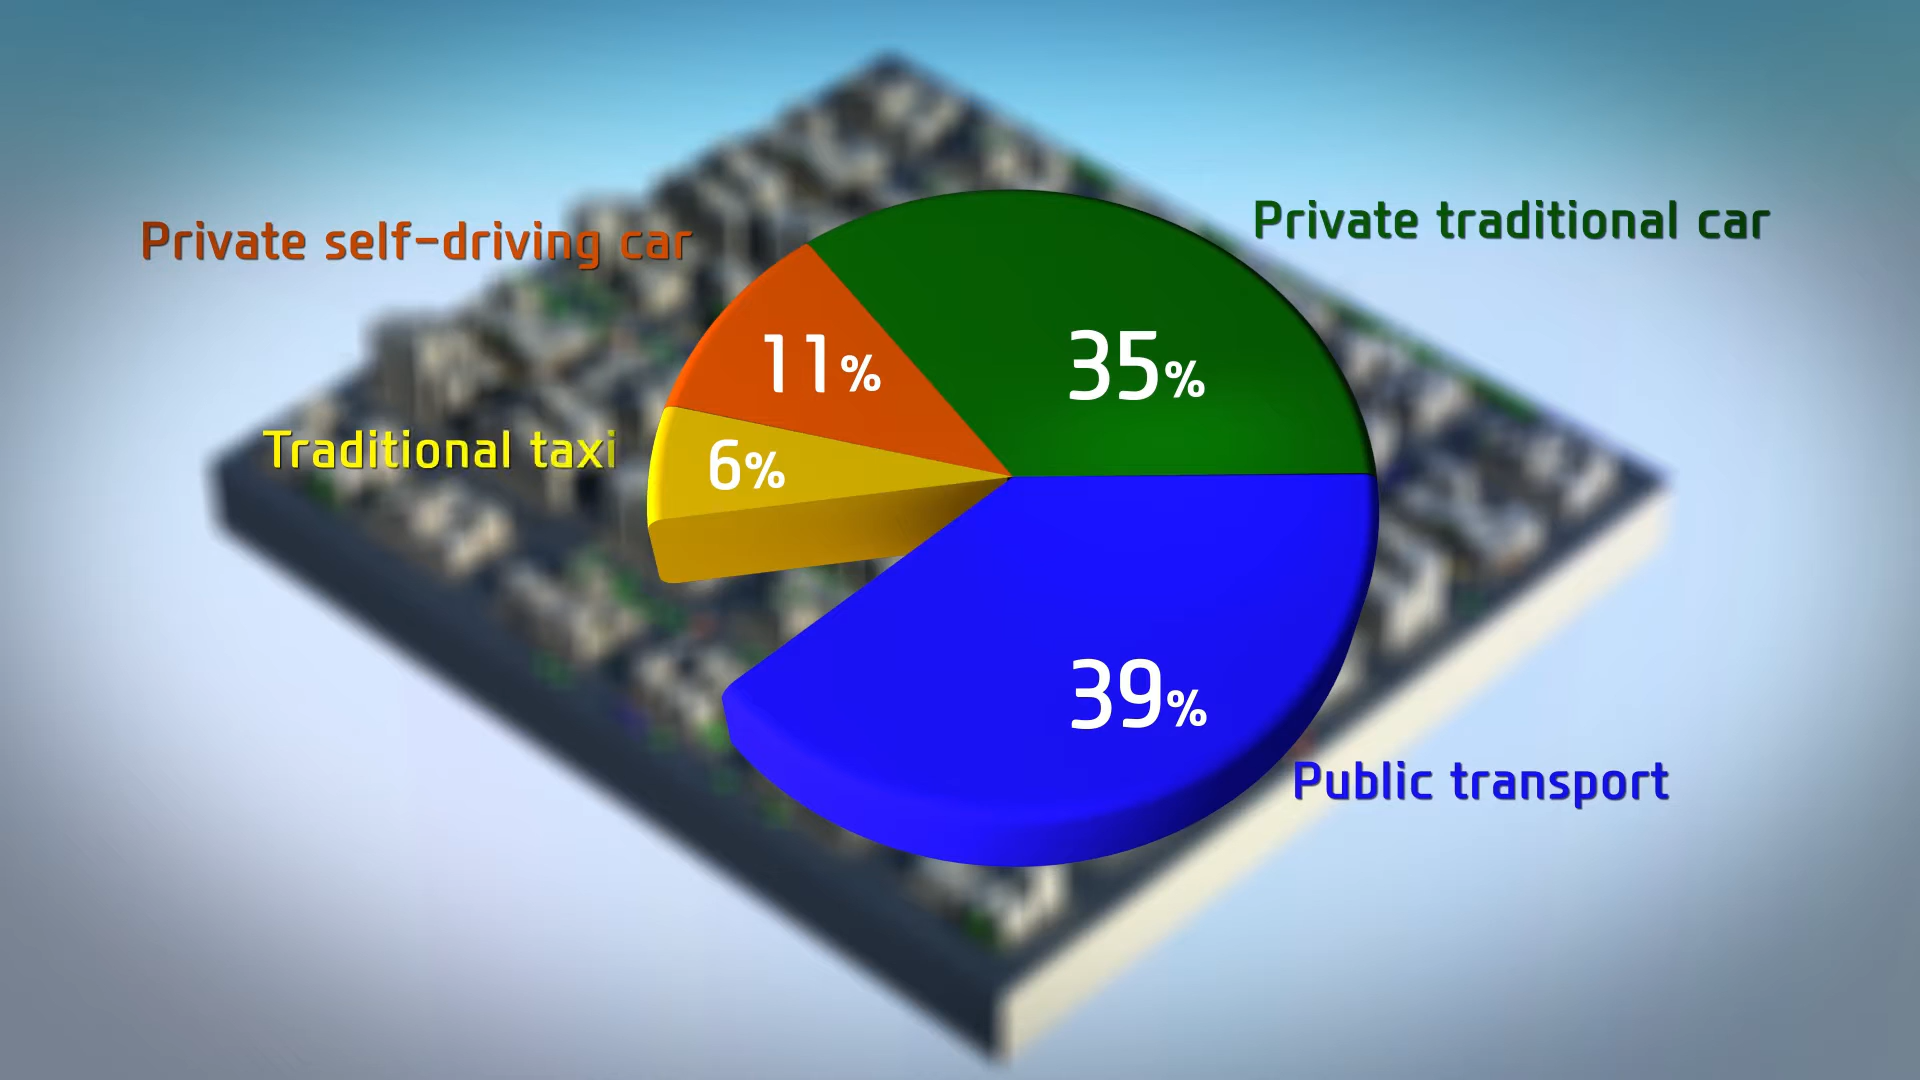 Private self-driving car
Private traditional car
11%
35%
Traditional taxi
6%
39%
Public transport